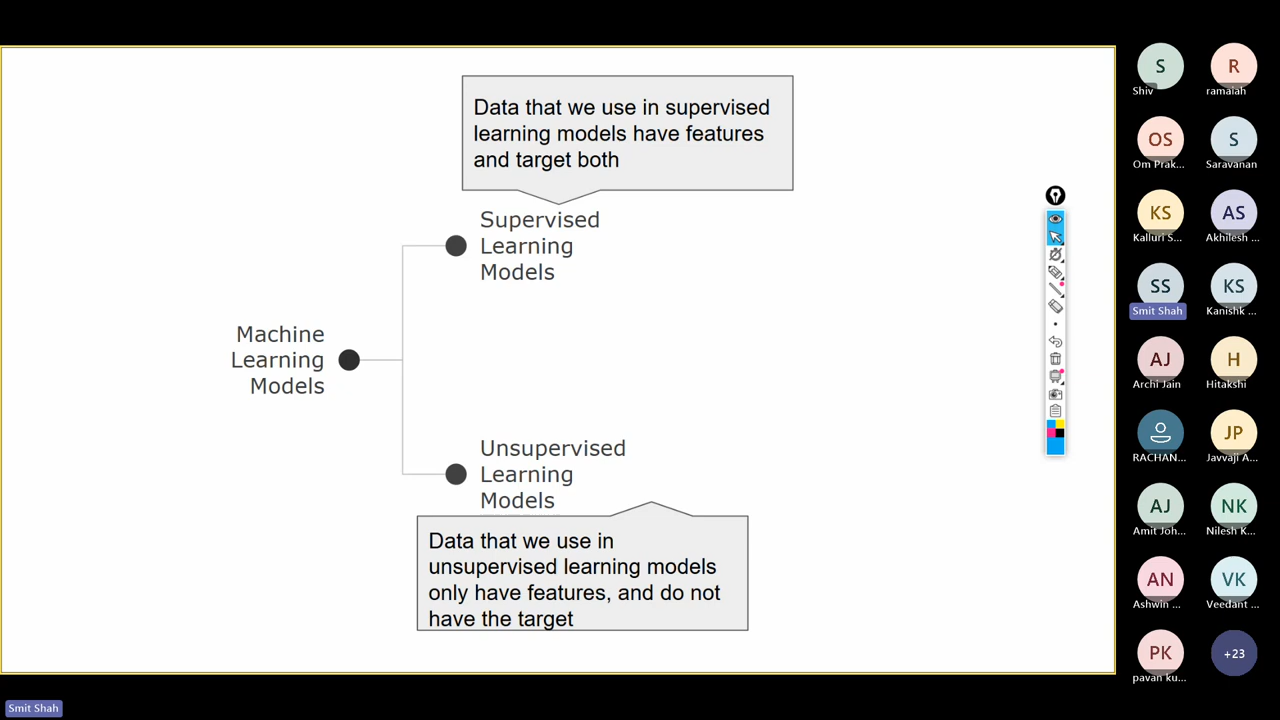 Data that we use in supervised
learning models have features
and target both
Supervised
Learning
Models
Machine
Learning
Models
Unsupervised
Learning
Models
Data that we use in
unsupervised learning models
only have features, and do not
have the target
S
Shiv
R
ramaiah
OS
Om Prak...
S
Saravanan
KS
Kalluri S...
AS
Akhilesh ...
SS
Smit Shah
KS
Kanishk ...
AJ
Archi Jain
H
Hitakshi
RACHAN...
JP
Javvaji A...
AJ
Amit Joh...
NK
Nilesh K...
AN
Ashwin ...
VK
Veedant ...
PK
pavan ku...
+23
Smit Shah